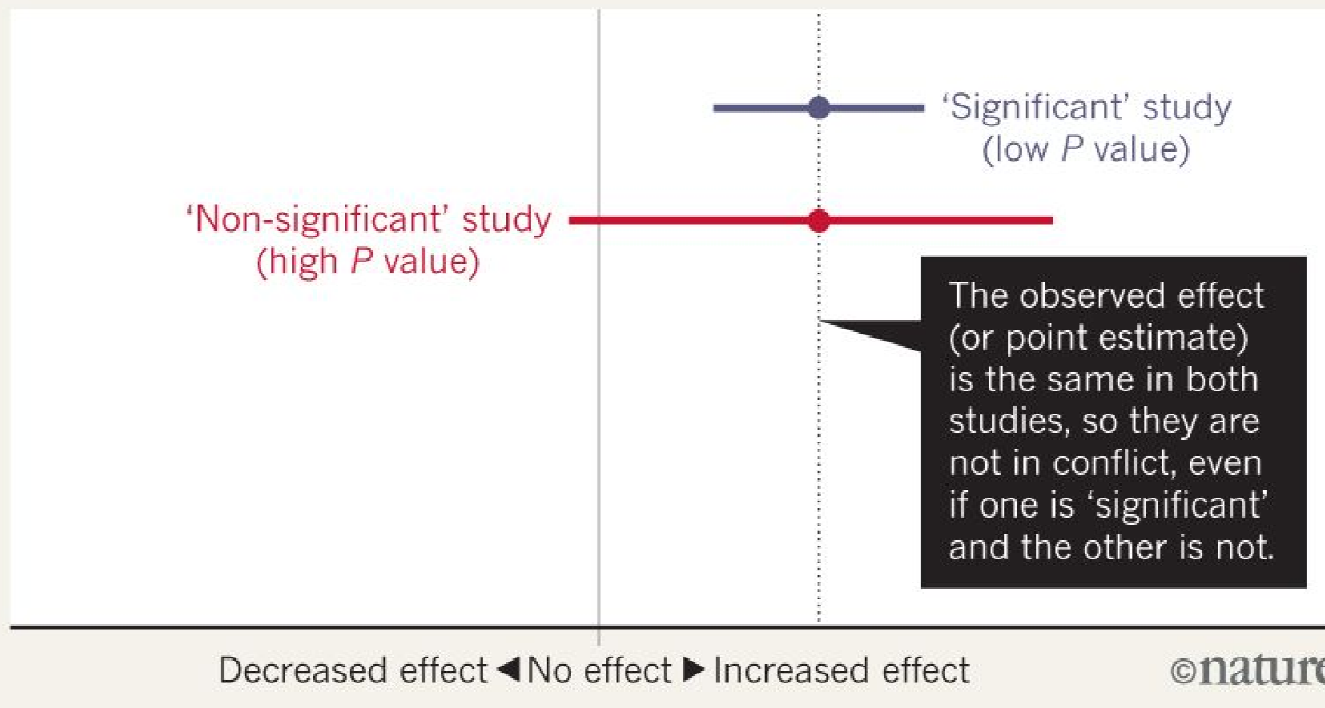 ‘Significant’ study
(low P value)
‘Non-significant’ study
(high P value)
The observed effect
(or point estimate)
is the same in both
studies, so they are
not in conflict, even
if one is ‘significant’
and the other is not.
Decreased effect ◀ No effect ▶ Increased effect
©nature